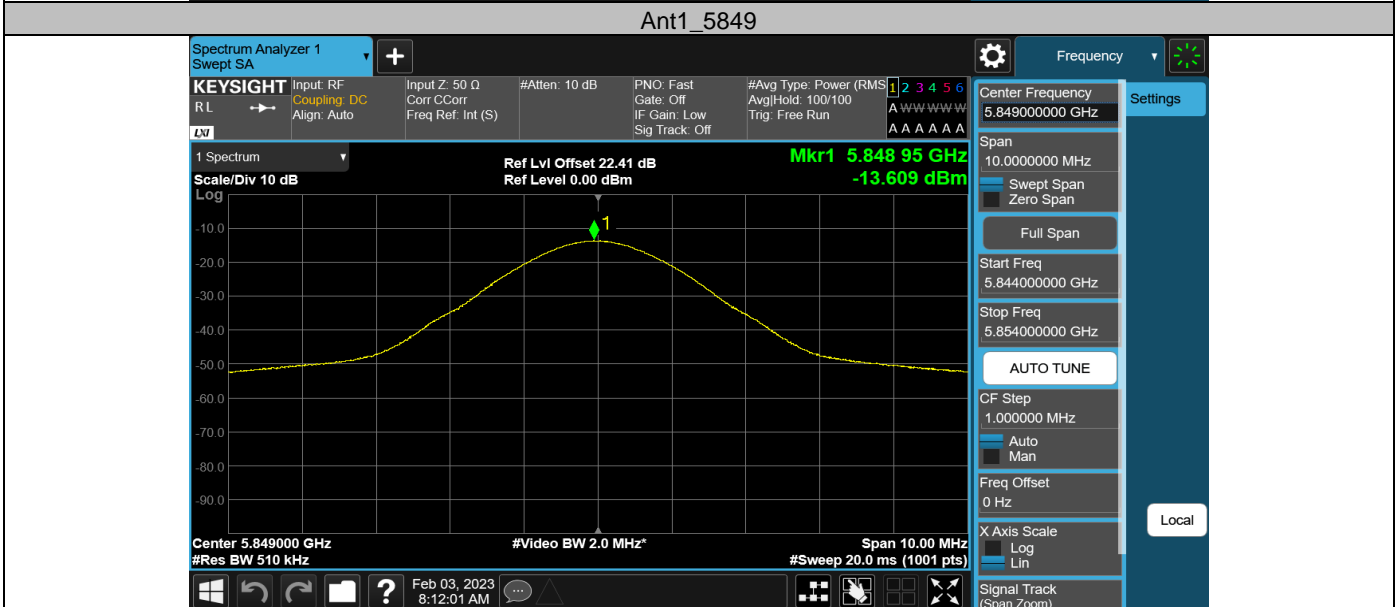 Ant1_5849
Spectrum Analyzer 1
Swept SA
+
Frequency
KEYSIGHT
R L
LXI
Input: RF
Coupling: DC
Align: Auto
Input Z: 50 Ω
Corr CCorr
Freq Ref: Int (S)
#Atten: 10 dB
PNO: Fast
Gate: Off
IF Gain: Low
Sig Track: Off
#Avg Type: Power (RMS
Avg|Hold: 100/100
Trig: Free Run
1 2 3 4 5 6
A W W W W W
A A A A A A
1 Spectrum
Scale/Div 10 dB
Log
Ref Lvl Offset 22.41 dB
Ref Level 0.00 dBm
Mkr1 5.848 95 GHz
-13.609 dBm
1
-10.0
-20.0
-30.0
-40.0
-50.0
-60.0
-70.0
-80.0
-90.0
Center 5.849000 GHz
#Res BW 510 kHz
#Video BW 2.0 MHz*
Span 10.00 MHz
#Sweep 20.0 ms (1001 pts)
Center Frequency
5.849000000 GHz
Span
10.0000000 MHz
Swept Span
Zero Span
Full Span
Start Freq
5.844000000 GHz
Stop Freq
5.854000000 GHz
AUTO TUNE
CF Step
1.000000 MHz
Auto
Man
Freq Offset
0 Hz
X Axis Scale
Log
Lin
Signal Track
(Span Zoom)
Settings
Local
?
Feb 03, 2023
8:12:01 AM